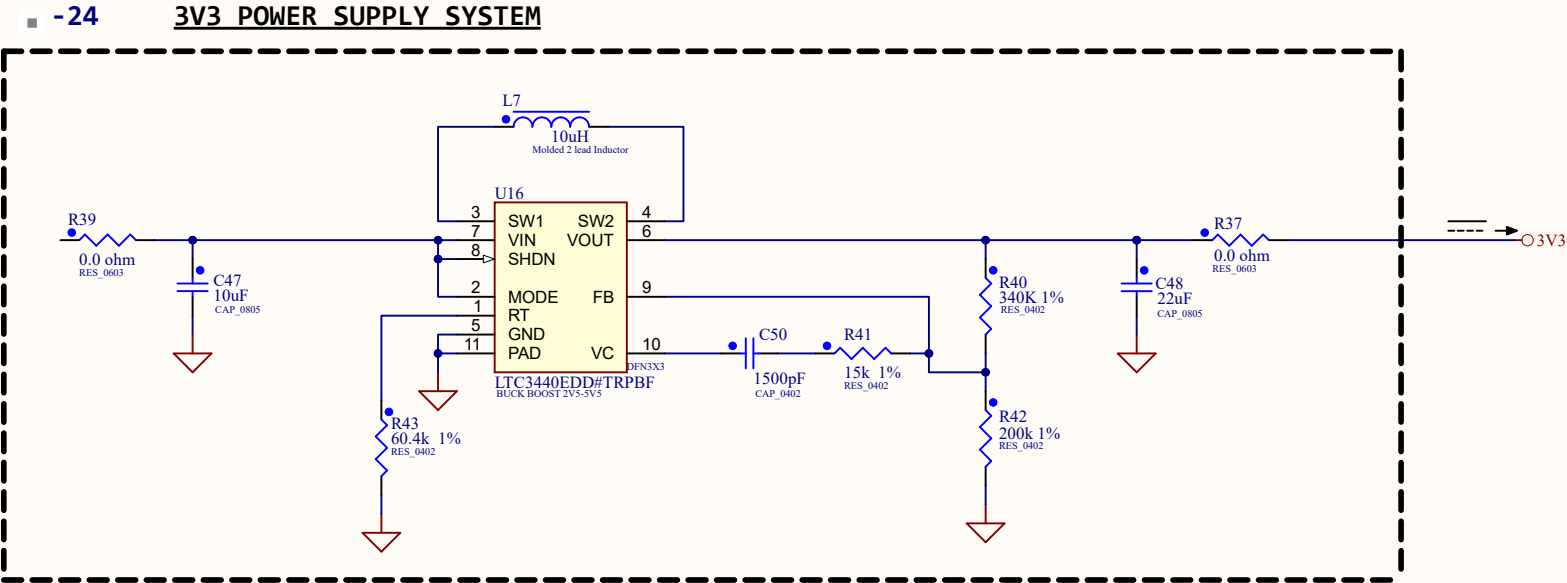 -24 3V3 POWER SUPPLY SYSTEM
L7
10uH
Molded 2 lead Inductor
U16
3 SW1 SW2 4
7 VIN VOUT 6
8 SHDN
2 MODE FB 9
1 RT
5 GND
11 PAD VC 10
DFN3X3
LTC3440EDD#TRPBF
BUCK BOOST 2V5-5V5
R39
0.0 ohm
RES_0603
C47
10uF
CAP_0805
R43
60.4k 1%
RES_0402
C50
1500pF
CAP_0402
R41
15k 1%
RES_0402
R40
340K 1%
RES_0402
R42
200k 1%
RES_0402
C48
22uF
CAP_0805
R37
0.0 ohm
RES_0603
3V3